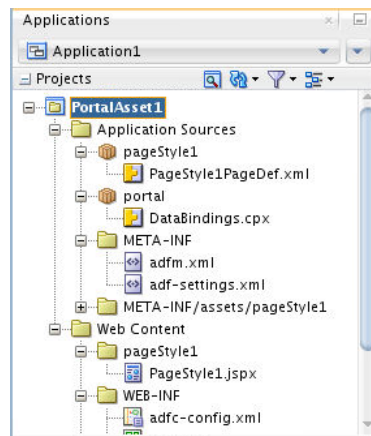 Applications
Application1
Projects
PortalAsset1
Application Sources
pageStyle1
PageStyle1PageDef.xml
portal
DataBindings.cpx
META-INF
adfm.xml
adf-settings.xml
META-INF/assets/pageStyle1
Web Content
pageStyle1
PageStyle1.jspx
WEB-INF
adfc-config.xml